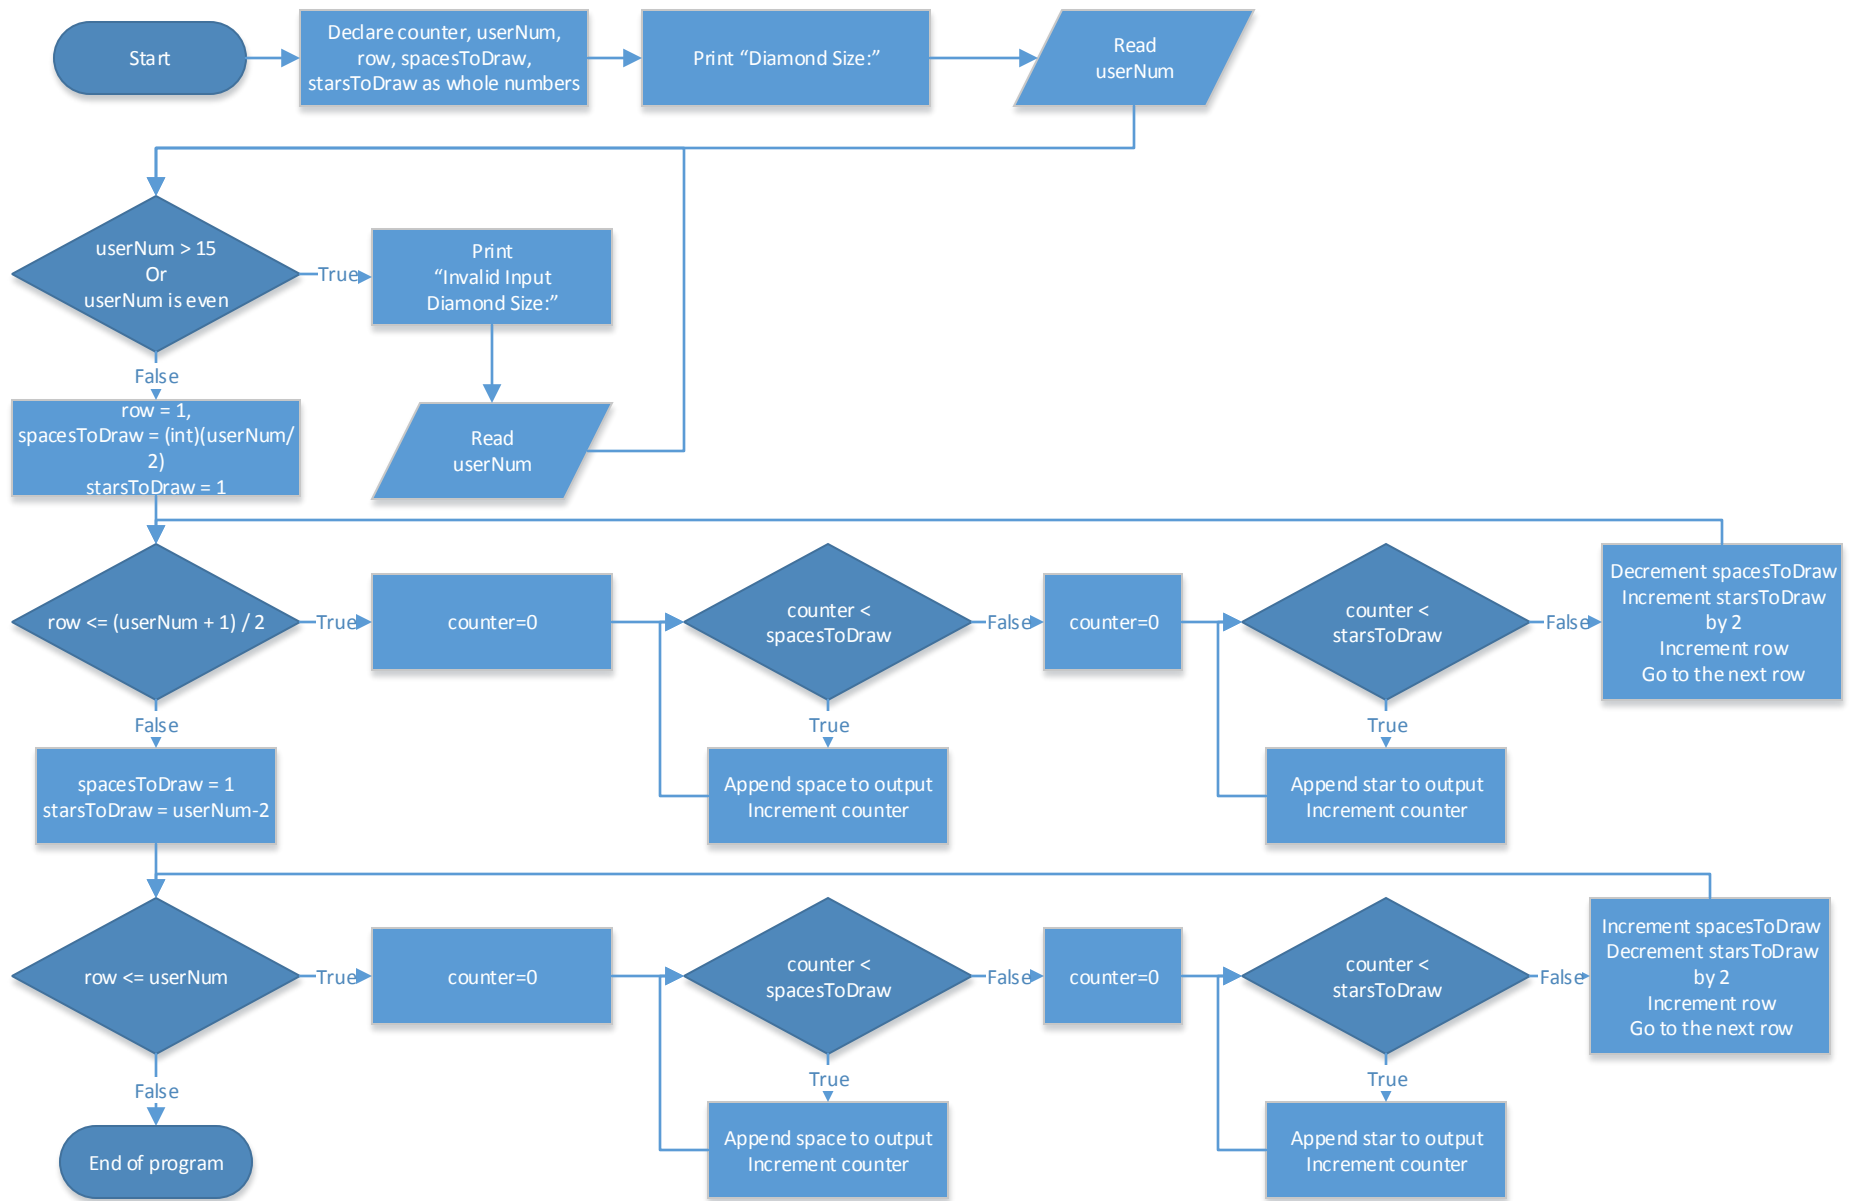 Start
Declare counter, userNum,
row, spacesToDraw,
starsToDraw as whole numbers
Print “Diamond Size:”
Read
userNum
userNum > 15
Or
userNum is even
True
Print
“Invalid Input
Diamond Size:”
False
Read
userNum
row = 1,
spacesToDraw = (int)(userNum/
2)
starsToDraw = 1
row <= (userNum + 1) / 2
True
counter=0
counter <
spacesToDraw
False
counter=0
counter <
starsToDraw
False
Decrement spacesToDraw
Increment starsToDraw
by 2
Increment row
Go to the next row
False
True
True
spacesToDraw = 1
starsToDraw = userNum-2
Append space to output
Increment counter
Append star to output
Increment counter
row <= userNum
True
counter=0
counter <
spacesToDraw
False
counter=0
counter <
starsToDraw
False
Increment spacesToDraw
Decrement starsToDraw
by 2
Increment row
Go to the next row
False
True
True
End of program
Append space to output
Increment counter
Append star to output
Increment counter